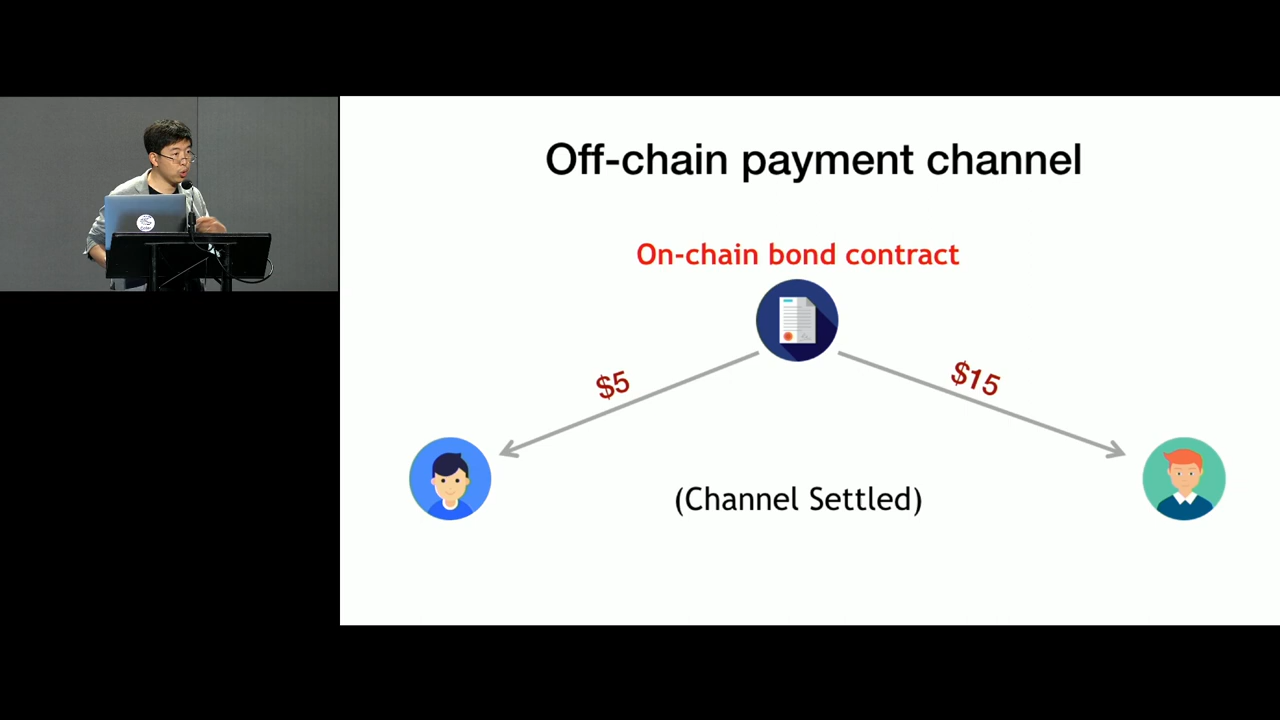 Off-chain payment channel
On-chain bond contract
$5
$15
(Channel Settled)